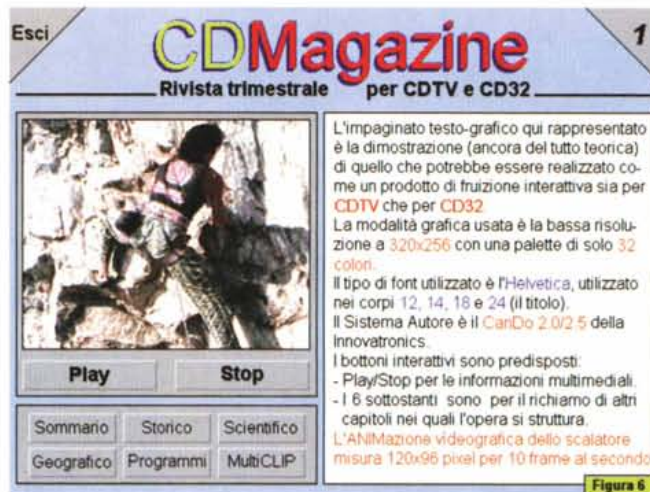 Esci
CDMagazine
1
Rivista trimestrale per CDTV e CD32
L'impaginato testo-grafico qui rappresentato
è la dimostrazione (ancora del tutto teorica)
di quello che potrebbe essere realizzato co-
me un prodotto di fruizione interattiva sia per
CDTV che per CD32
La modalità grafica usata è la bassa risolu-
zione a 320x256 con una palette di solo 32
colori.
Il tipo di font utilizzato è l'Helvetica, utilizzato
nei corpi 12, 14, 18 e 24 (il titolo).
Il Sistema Autore è il CanDo 2.0/2.5 della
Innovatronics.
I bottoni interattivi sono predisposti:
- Play/Stop per le informazioni multimediali.
- I 6 sottostanti sono per il richiamo di altri
capitoli nei quali l'opera si struttura.
L'ANIMazione videografica dello scalatore
misura 120x96 pixel per 10 frame al secondo
Play
Stop
Sommario
Storico
Scientifico
Geografico
Programmi
MultiCLIP
Figura 6